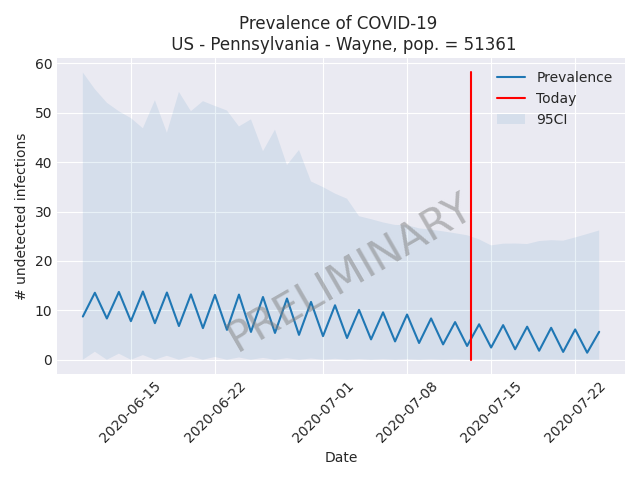 Prevalence of COVID-19
US - Pennsylvania - Wayne, pop. = 51361
60
50
40
30
20
10
0
# undetected infections
Prevalence
Today
95CI
PRELIMINARY
2020-06-15
2020-06-22
2020-07-01
2020-07-08
2020-07-15
2020-07-22
Date